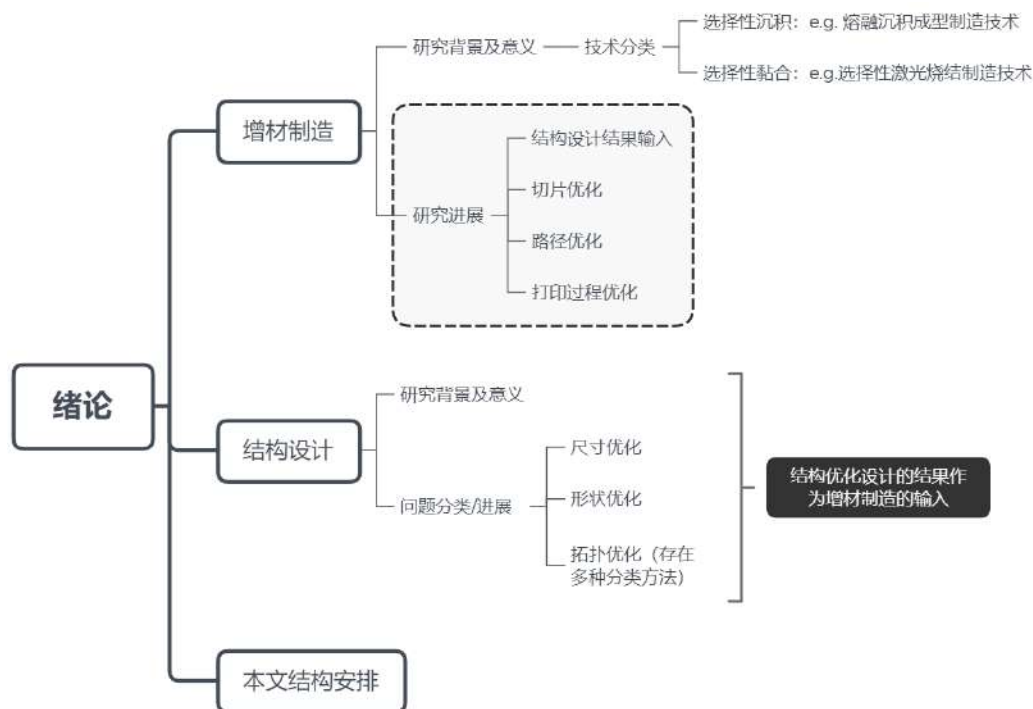 绪论
增材制造
研究背景及意义
技术分类
选择性沉积：e.g. 熔融沉积成型制造技术
选择性黏合：e.g.选择性激光烧结制造技术
研究进展
结构设计结果输入
切片优化
路径优化
打印过程优化
结构设计
研究背景及意义
问题分类/进展
尺寸优化
形状优化
拓扑优化（存在
多种分类方法）
结构优化设计的结果作
为增材制造的输入
本文结构安排